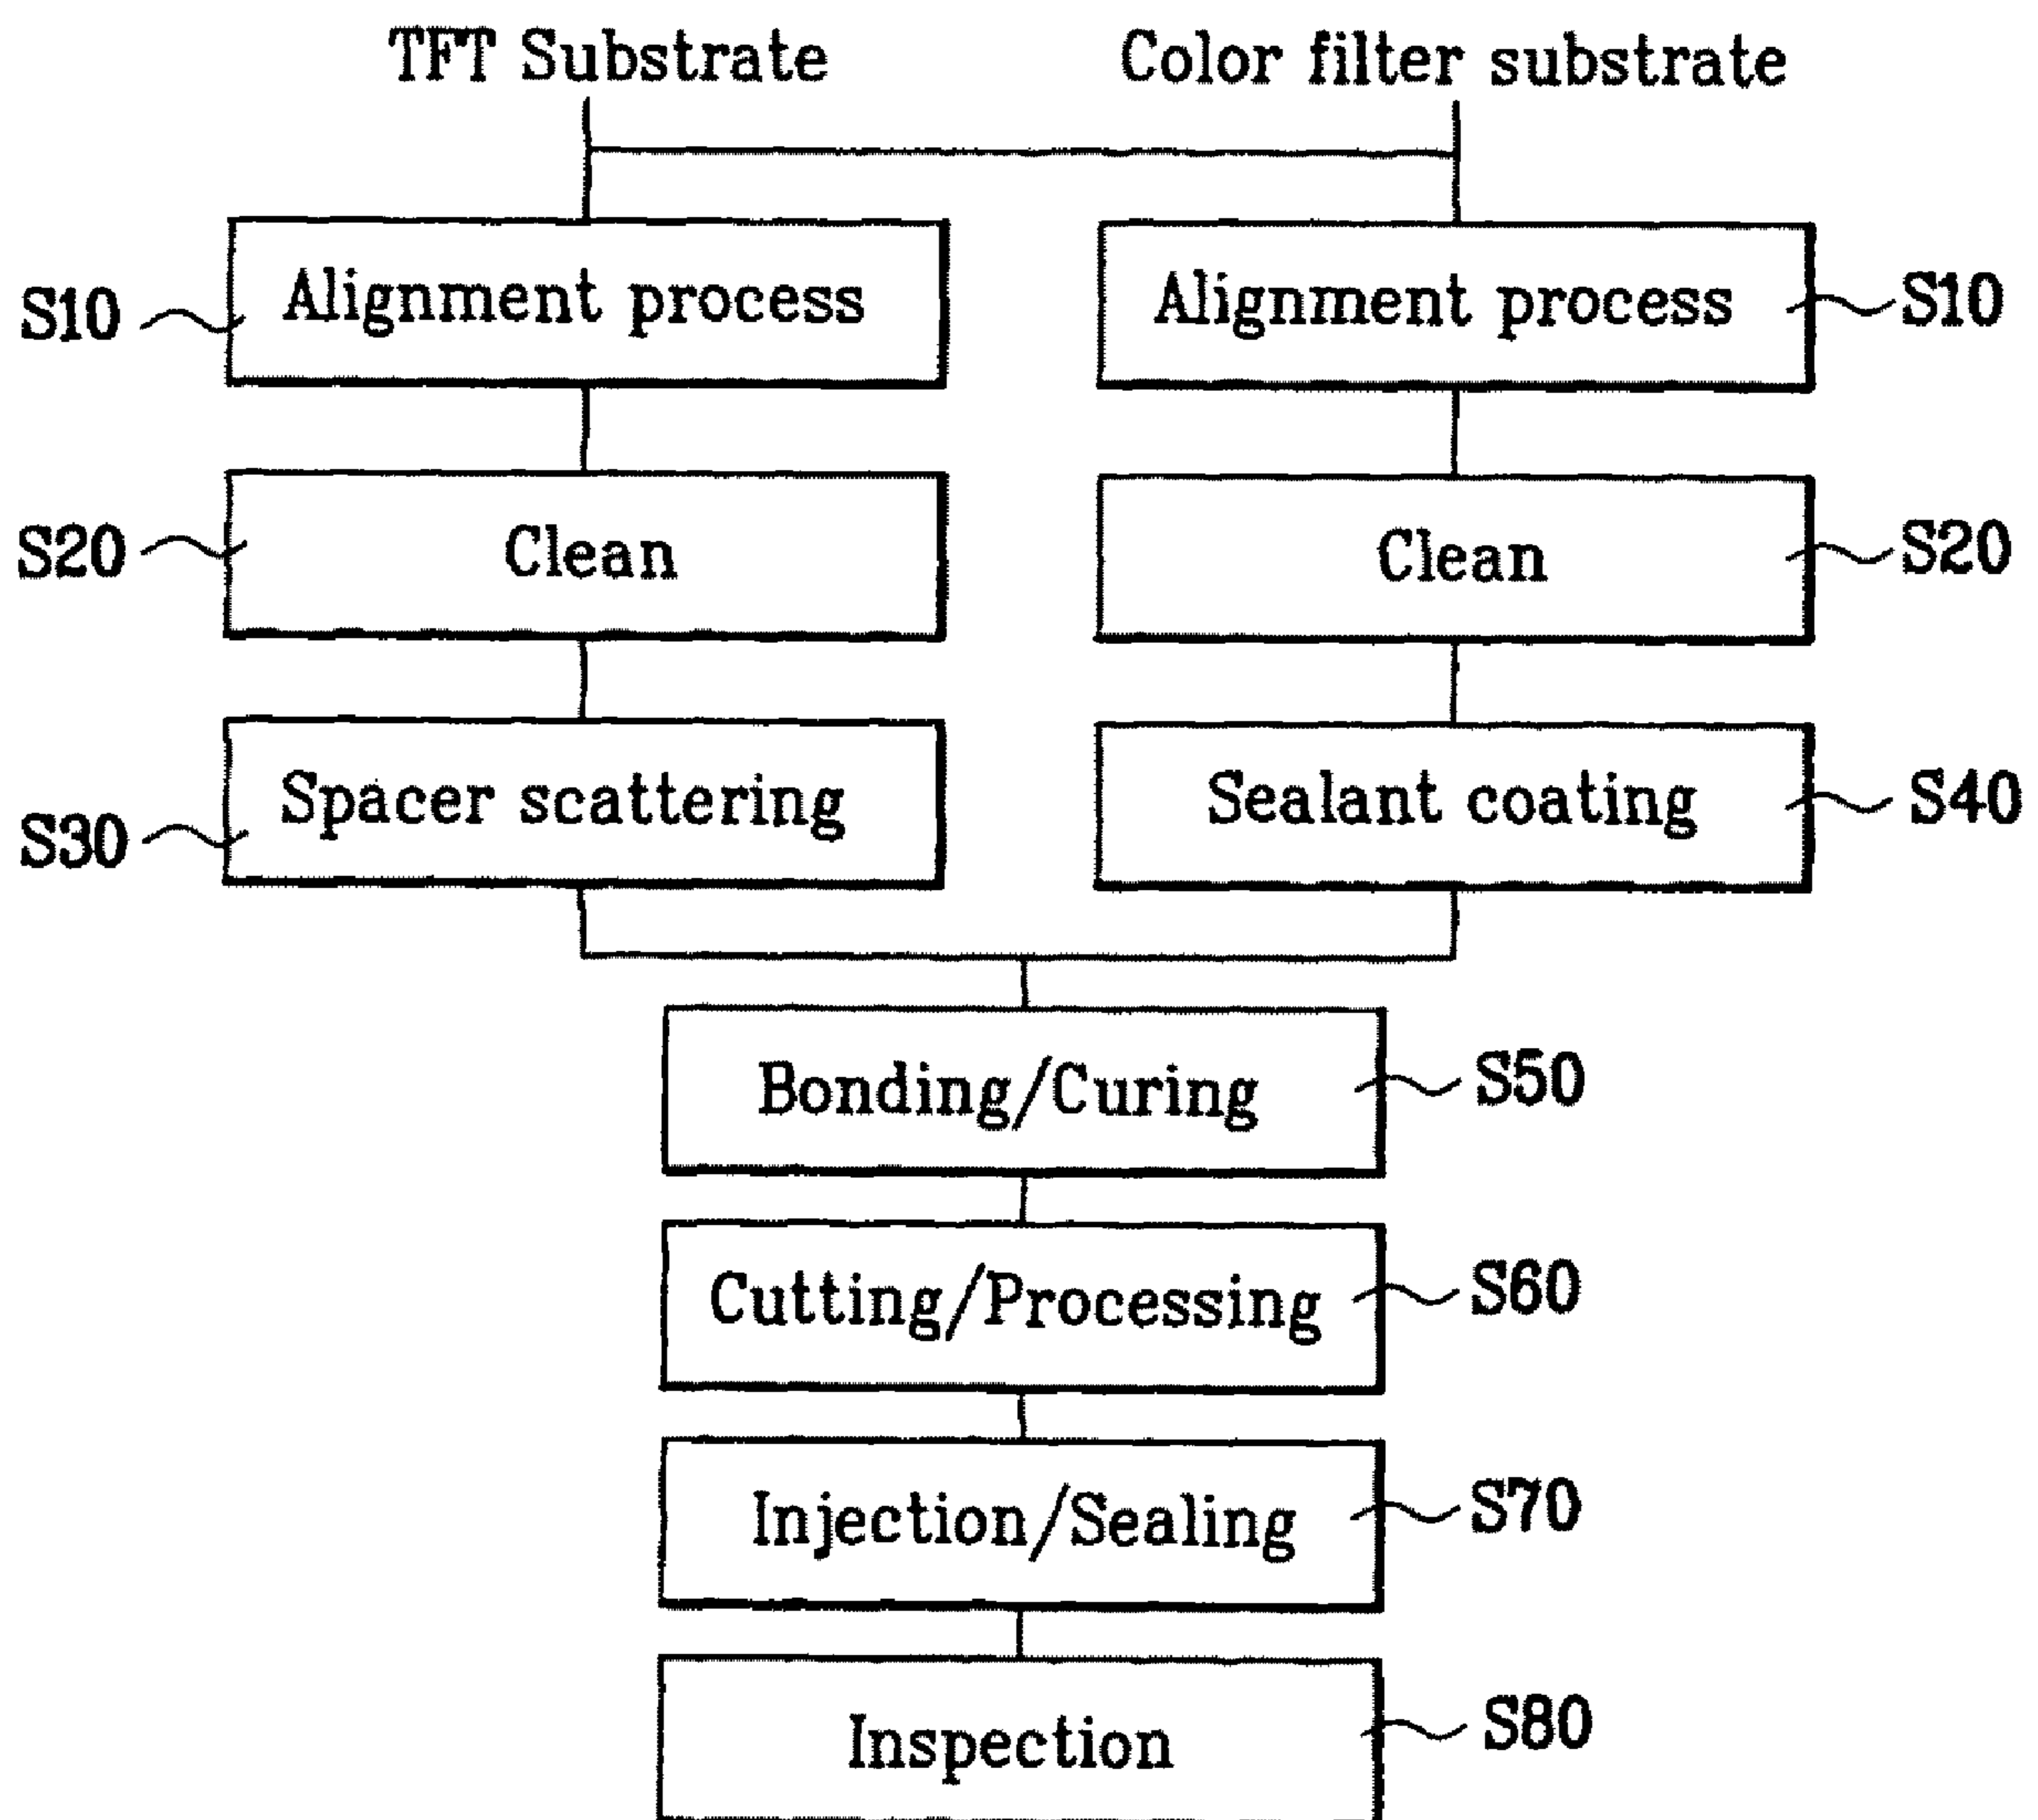 TFT Substrate
Color filter substrate
S10
Alignment process
Alignment process
S10
S20
Clean
Clean
S20
S30
Spacer scattering
Sealant coating
S40
Bonding/Curing
S50
Cutting/Processing
S60
Injection/Sealing
S70
Inspection
S80